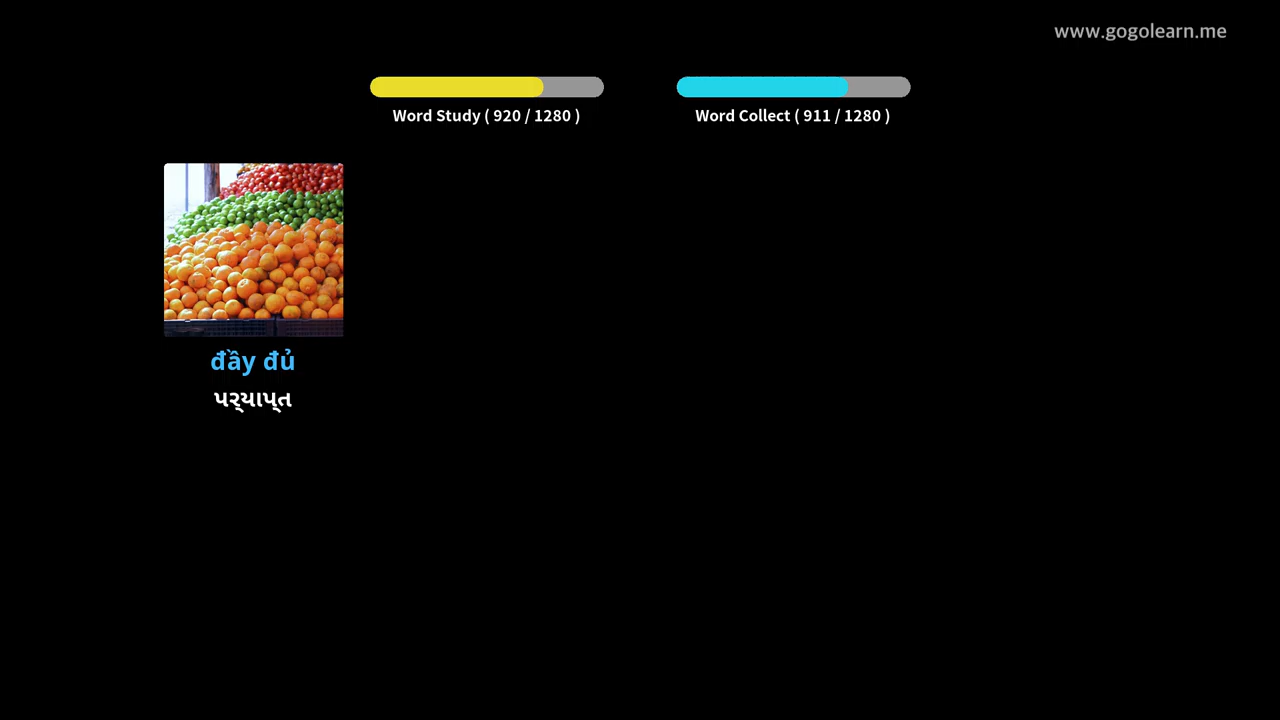 www.gogolearn.me
Word Study ( 920 / 1280 )
Word Collect ( 911 / 1280 )
đầy đủ
પર્યાપ્ત